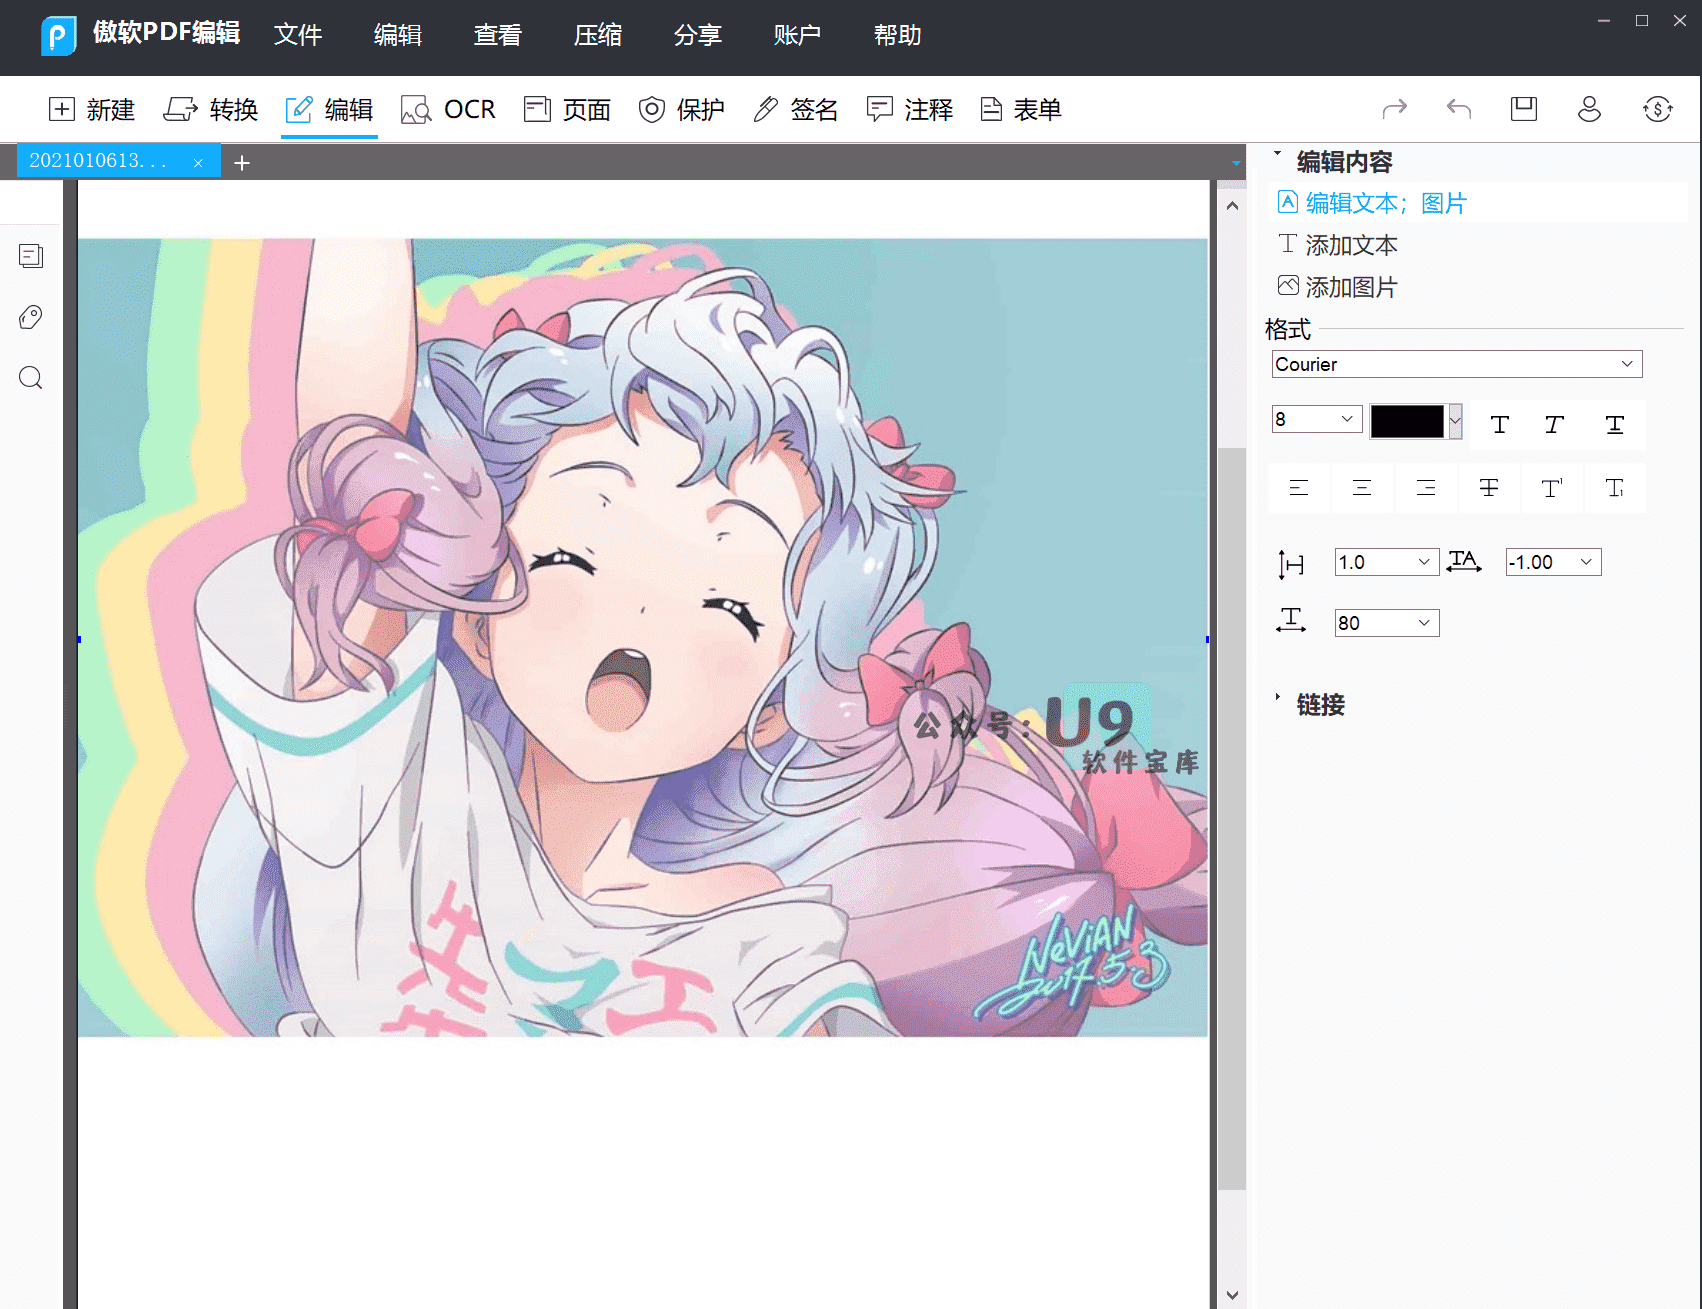 傲软PDF编辑 文件 编辑 查看 压缩 分享 账户 帮助
新建 转换 编辑 OCR 页面 保护 签名 注释 表单
2021010613...
编辑内容
编辑文本；图片
添加文本
添加图片
格式
Courier
8
1.0
-1.00
80
链接
公众号：U9
软件宝库
NeViAN
2017.5.3